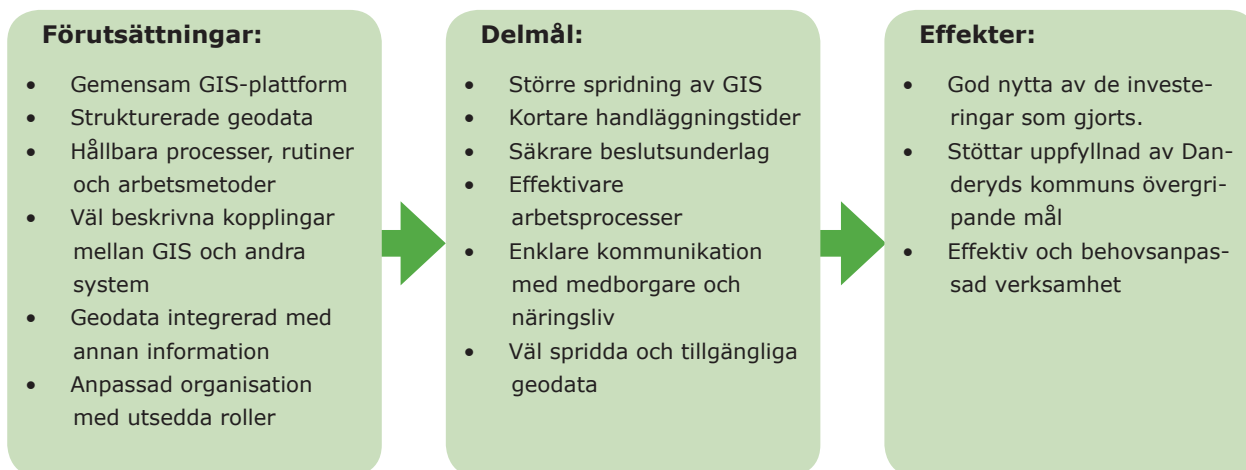 Förutsättningar:
• Gemensam GIS-plattform
• Strukturerade geodata
• Hållbara processer, rutiner
och arbetsmetoder
• Väl beskrivna kopplingar
mellan GIS och andra
system
• Geodata integrerad med
annan information
• Anpassad organisation
med utsedda roller
Delmål:
• Större spridning av GIS
• Kortare handläggningstider
• Säkrare beslutsunderlag
• Effektivare
arbetsprocesser
• Enklare kommunikation
med medborgare och
näringsliv
• Väl spridda och tillgängliga
geodata
Effekter:
• God nytta av de investe-
ringar som gjorts.
• Stöttar uppfyllnad av Dan-
deryds kommuns övergri-
pande mål
• Effektiv och behovsanpas-
sad verksamhet